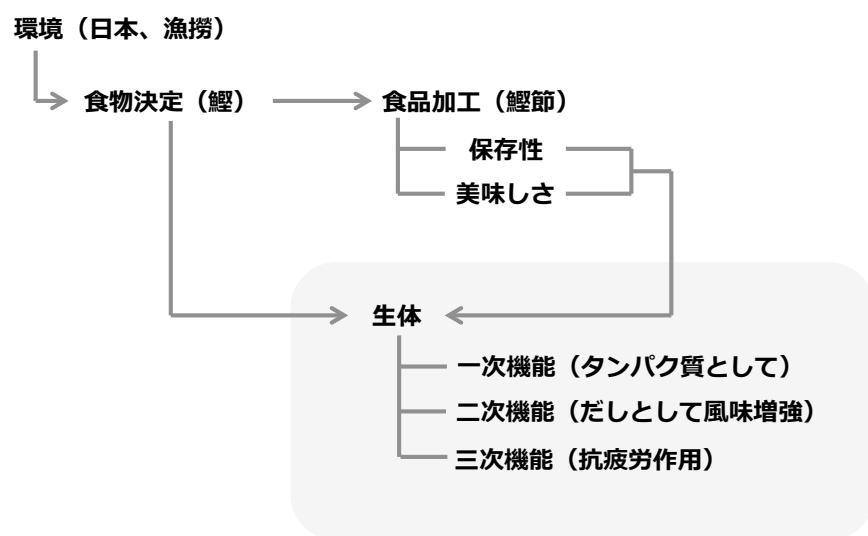 環境（日本、漁撈）
食物決定（鰹）
食品加工（鰹節）
保存性
美味しさ
生体
一次機能（タンパク質として）
二次機能（だしとして風味増強）
三次機能（抗疲労作用）